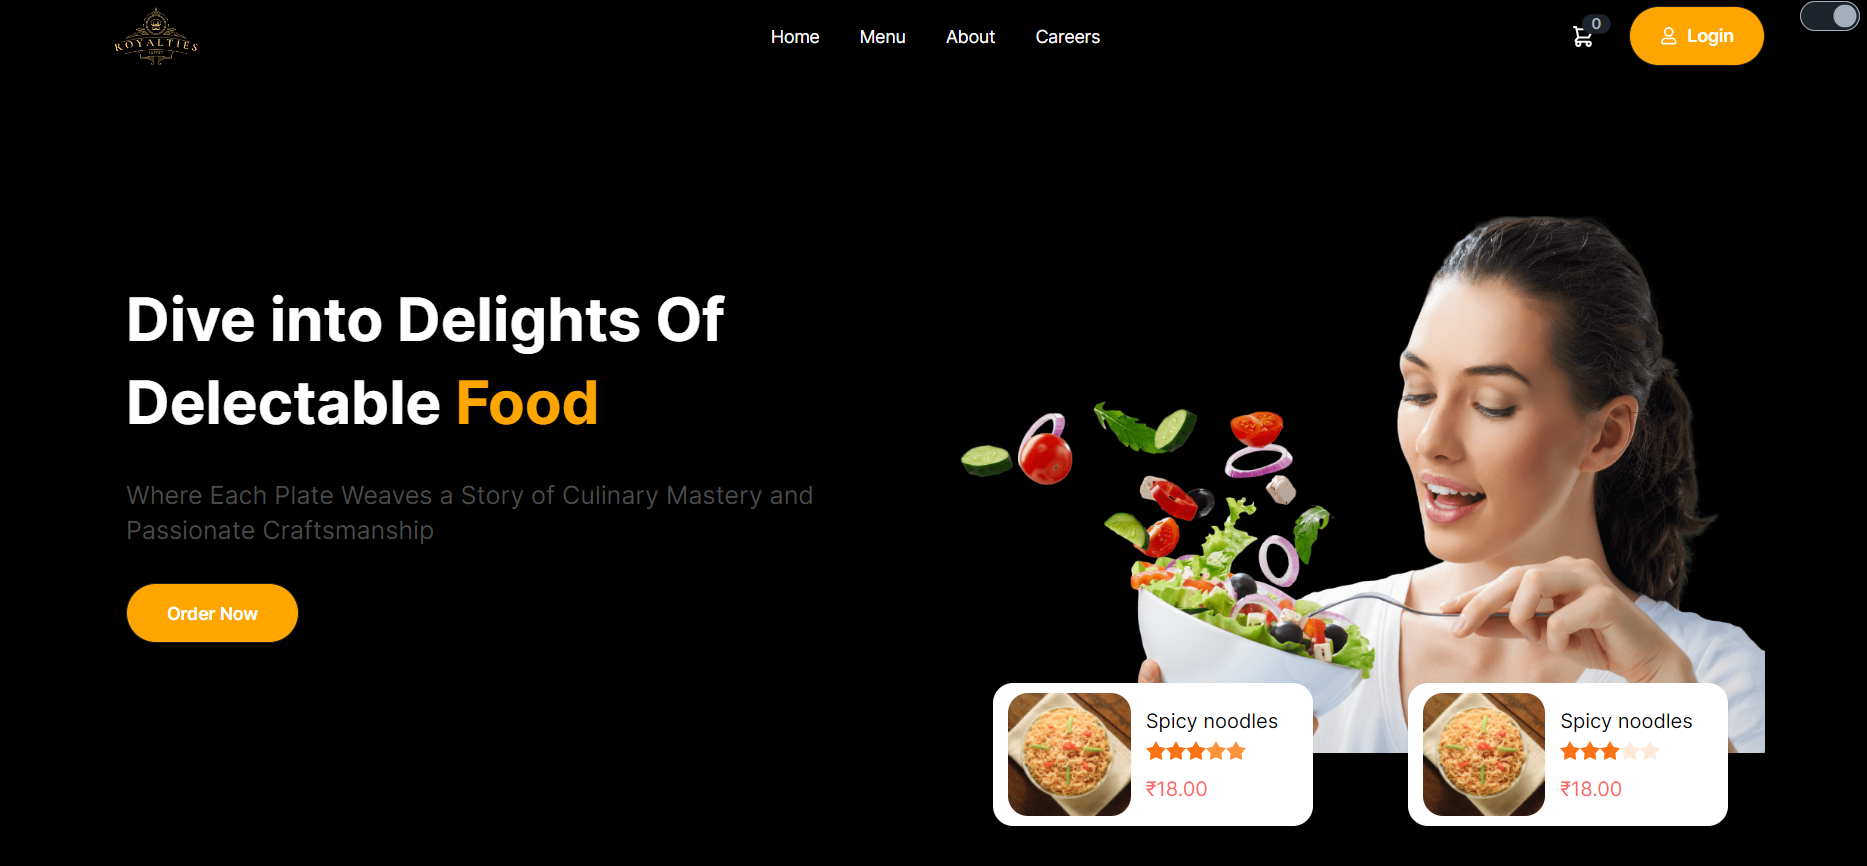 ROYALTIES
Home
Menu
About
Careers
0
Login
Dive into Delights Of
Delectable Food
Where Each Plate Weaves a Story of Culinary Mastery and
Passionate Craftsmanship
Order Now
Spicy noodles
₹18.00
Spicy noodles
₹18.00